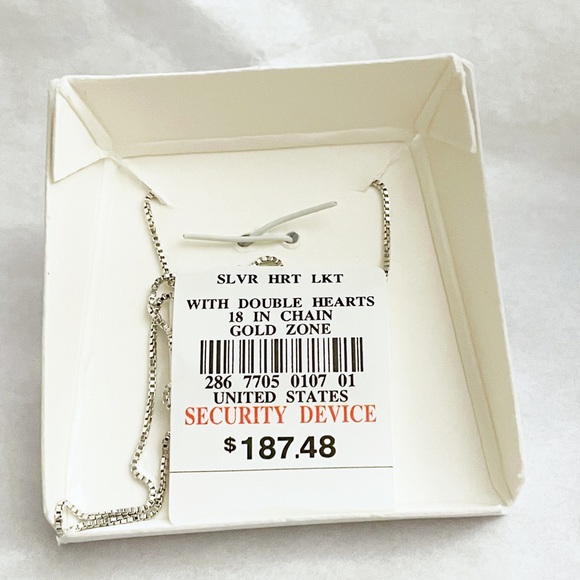 SLVR HRT LKT
WITH DOUBLE HEARTS
18 IN CHAIN
GOLD ZONE
286 7705 0107 01
UNITED STATES
SECURITY DEVICE
$187.48